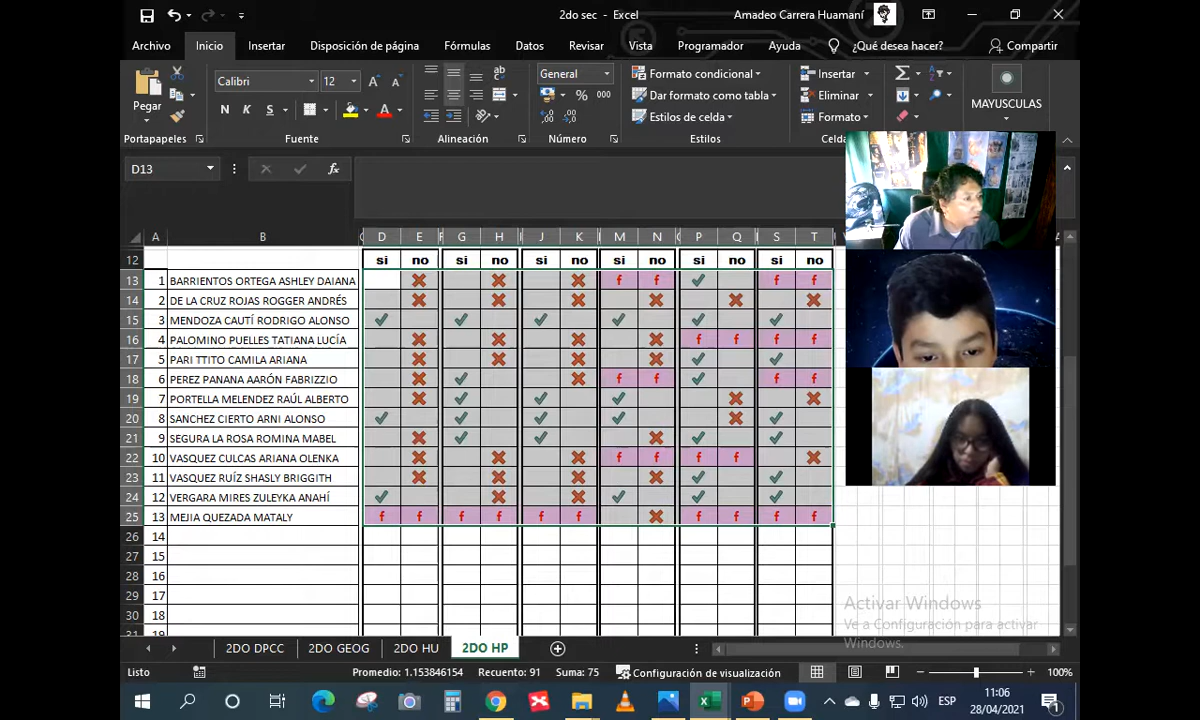 2do sec - Excel
Amadeo Carrera Huamaní
Archivo Inicio Insertar Disposición de página Fórmulas Datos Revisar Vista Programador Ayuda ¿Qué desea hacer? Compartir
Pegar
Calibri 12
N K S
ab
General
% 000
Formato condicional
Dar formato como tabla
Estilos de celda
Insertar
Eliminar
Formato
MAYUSCULAS
Portapapeles Fuente Alineación Número Estilos Celda
D13
fx
A B D E G H J K M N P Q S T
12 si no si no si no si no si no si no
13 1 BARRIENTOS ORTEGA ASHLEY DAIANA f f f f
14 2 DE LA CRUZ ROJAS ROGGER ANDRÉS
15 3 MENDOZA CAUTÍ RODRIGO ALONSO
16 4 PALOMINO PUELLES TATIANA LUCÍA f f f f
17 5 PARI TTITO CAMILA ARIANA
18 6 PEREZ PANANA AARÓN FABRIZZIO f f f f
19 7 PORTELLA MELENDEZ RAÚL ALBERTO
20 8 SANCHEZ CIERTO ARNI ALONSO
21 9 SEGURA LA ROSA ROMINA MABEL
22 10 VASQUEZ CULCAS ARIANA OLENKA f f f f
23 11 VASQUEZ RUÍZ SHASLY BRIGGITH
24 12 VERGARA MIRES ZULEYKA ANAHÍ
25 13 MEJIA QUEZADA MATALY f f f f f f f f f f
26 14
27 15
28 16
29 17
30 18
31 19
Activar Windows
Ve a Configuración para activar
Windows.
2DO DPCC 2DO GEOG 2DO HU 2DO HP
Listo Promedio: 1.153846154 Recuento: 91 Suma: 75 Configuración de visualización 100%
ESP
11:06
28/04/2021
1